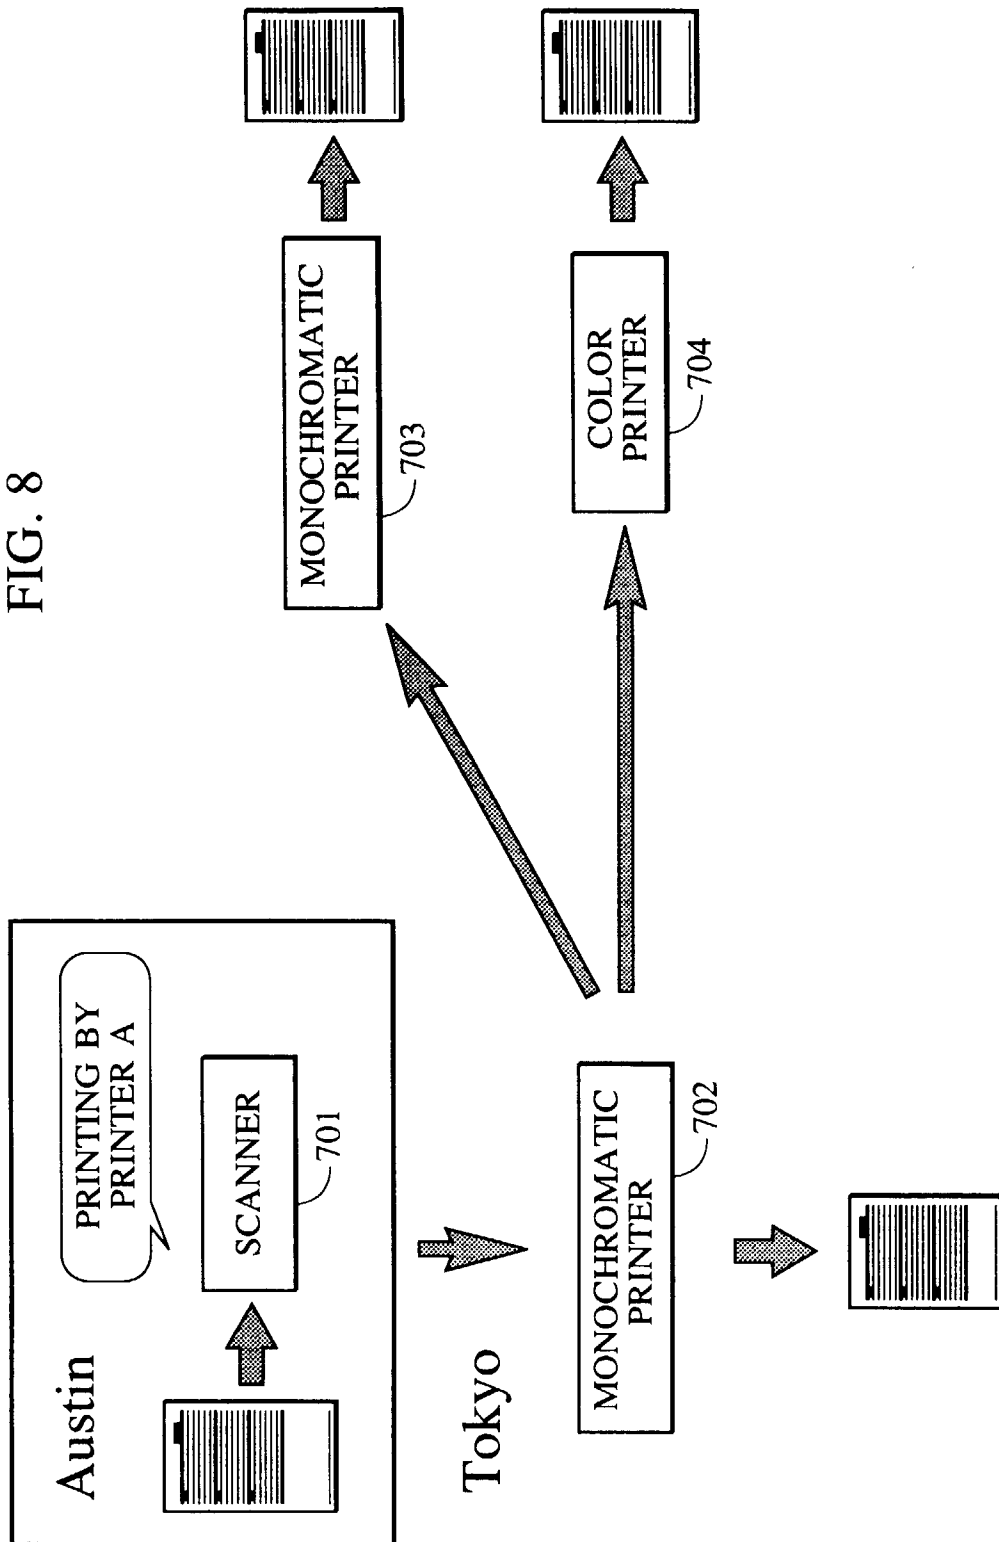 FIG. 8
Austin
PRINTING BY
PRINTER A
SCANNER
701
Tokyo
MONOCHROMATIC
PRINTER
702
MONOCHROMATIC
PRINTER
703
COLOR
PRINTER
704